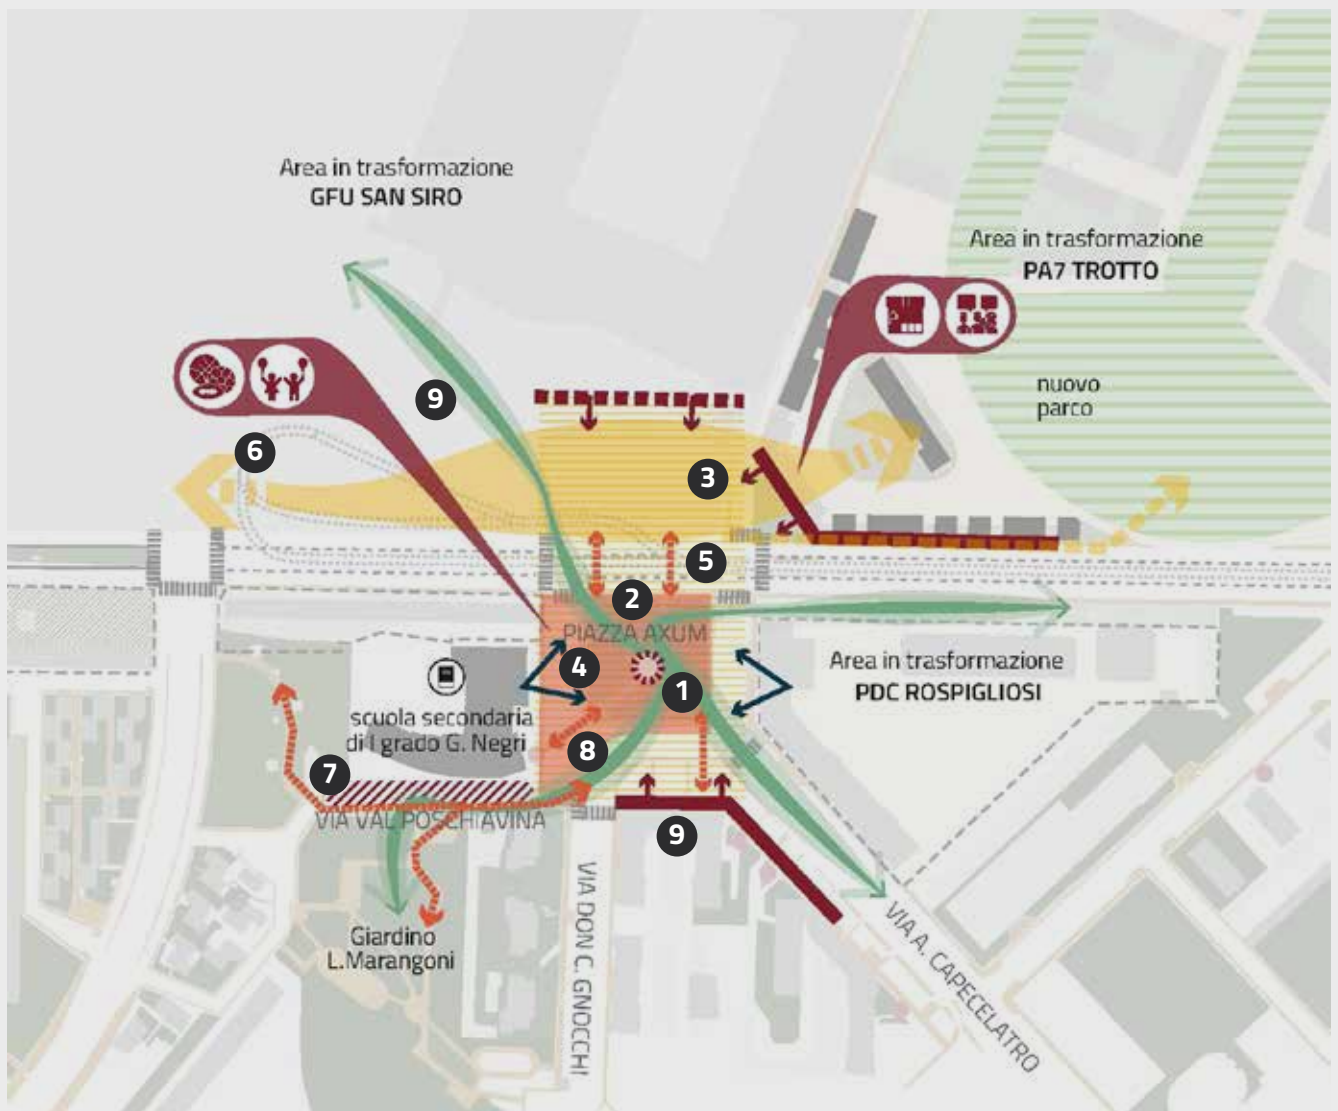 Area in trasformazione
GFU SAN SIRO
Area in trasformazione
PA7 TROTTO
nuovo
parco
9
6
3
5
2
PIAZZA AXUM
4
1
Area in trasformazione
PDC ROSPIGLIOSI
scuola secondaria
di I grado G. Negri
8
7
VIA VAL POSCHIAVINA
9
Giardino
L.Marangoni
VIA DON C. GNOCCHI
VIA A. CAPECELATRO